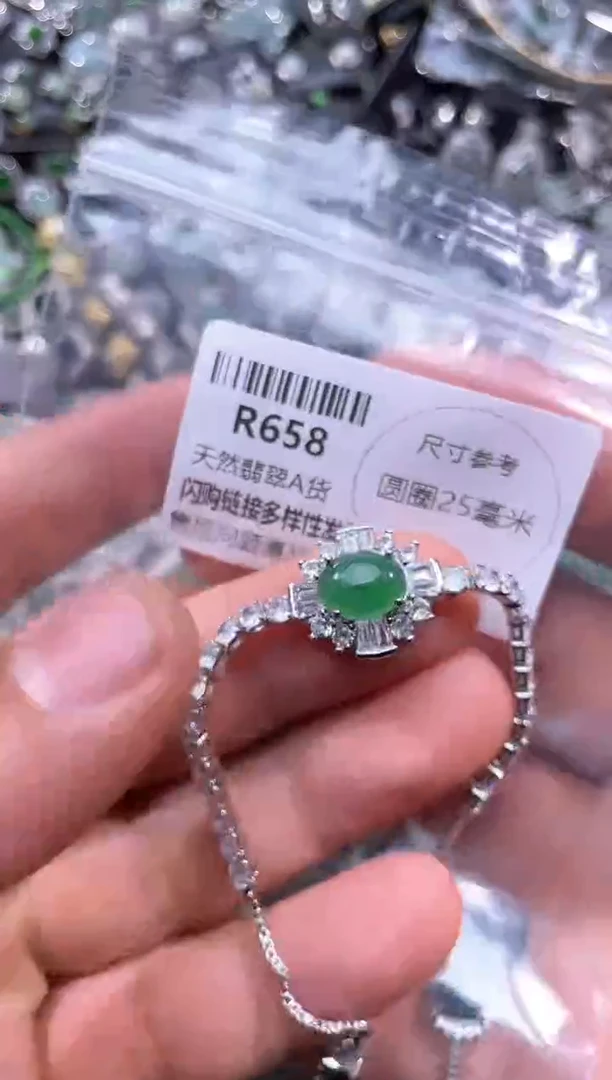 R658
天然翡翠A货
闪购链接多样性
尺寸参考
圆圈25毫米